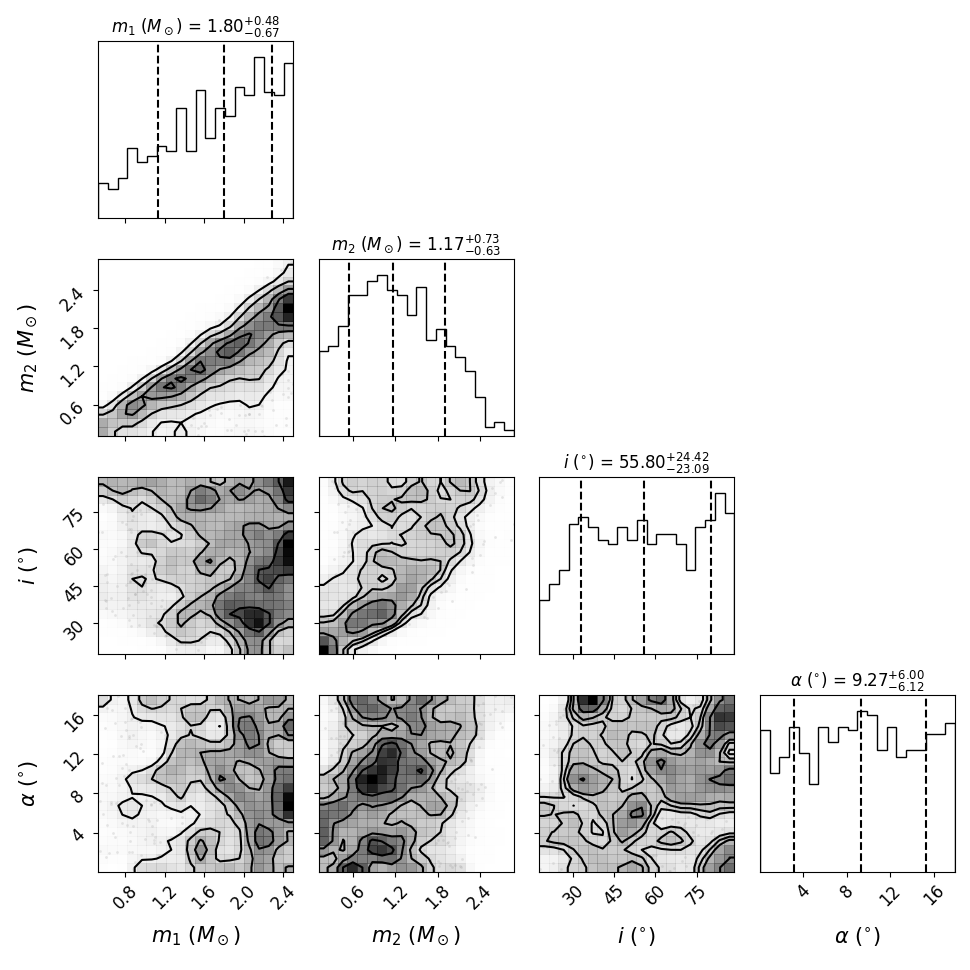 m₁ (M⊙) = 1.80+0.48−0.67
m₂ (M⊙) = 1.17+0.73−0.63
2.4
1.8
1.2
0.6
m₂ (M⊙)
i (°) = 55.80+24.42−23.09
75
60
45
30
i (°)
α (°) = 9.27+6.00−6.12
16
12
8
4
α (°)
0.8 1.2 1.6 2.0 2.4 0.6 1.2 1.8 2.4 30 45 60 75 4 8 12 16
m₁ (M⊙) m₂ (M⊙) i (°) α (°)